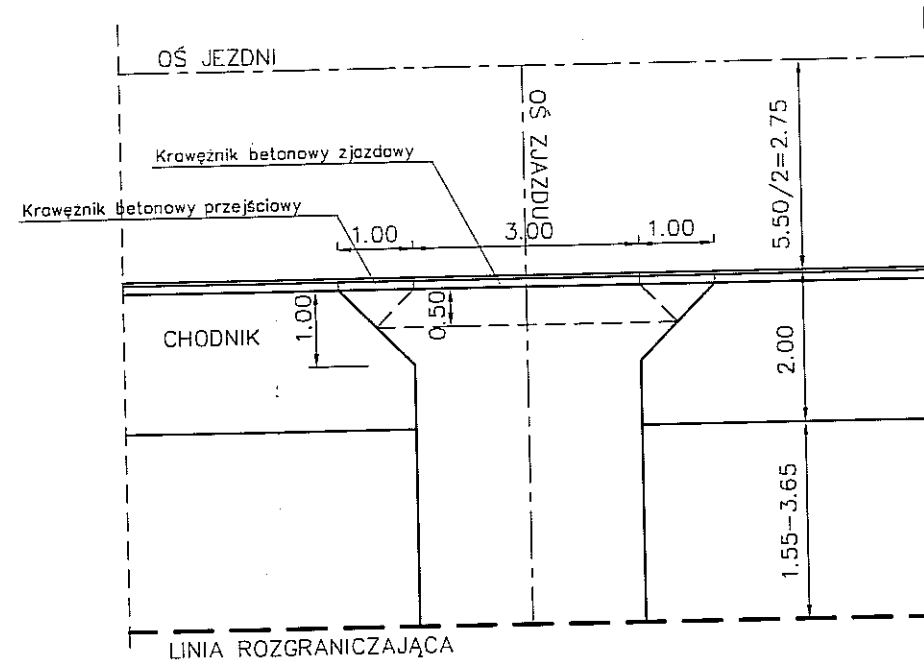 OŚ JEZDNI
OŚ ZJAZDU
5.50/2=2.75
Krawężnik betonowy zjazdowy
Krawężnik betonowy przejściowy
1.00
3.00
1.00
1.00
0.50
CHODNIK
2.00
1.55-3.65
LINIA ROZGRANICZAJĄCA